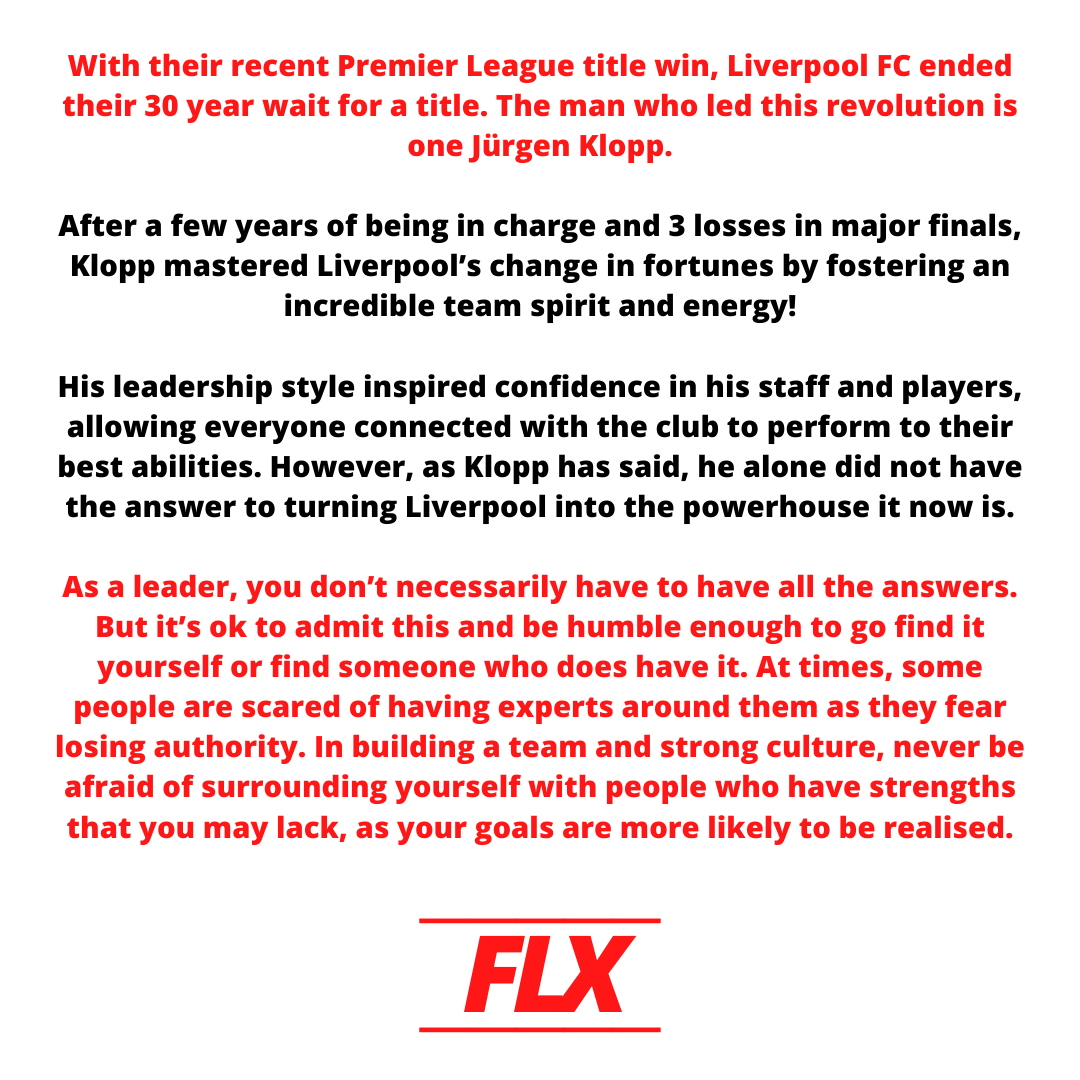 With their recent Premier League title win, Liverpool FC ended
their 30 year wait for a title. The man who led this revolution is
one Jürgen Klopp.
After a few years of being in charge and 3 losses in major finals,
Klopp mastered Liverpool’s change in fortunes by fostering an
incredible team spirit and energy!
His leadership style inspired confidence in his staff and players,
allowing everyone connected with the club to perform to their
best abilities. However, as Klopp has said, he alone did not have
the answer to turning Liverpool into the powerhouse it now is.
As a leader, you don’t necessarily have to have all the answers.
But it’s ok to admit this and be humble enough to go find it
yourself or find someone who does have it. At times, some
people are scared of having experts around them as they fear
losing authority. In building a team and strong culture, never be
afraid of surrounding yourself with people who have strengths
that you may lack, as your goals are more likely to be realised.
FLX